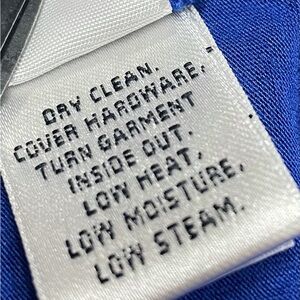 DRY CLEAN.
COVER HARDWARE,
TURN GARMENT
INSIDE OUT,
LOW HEAT,
LOW MOISTURE,
LOW STEAM.